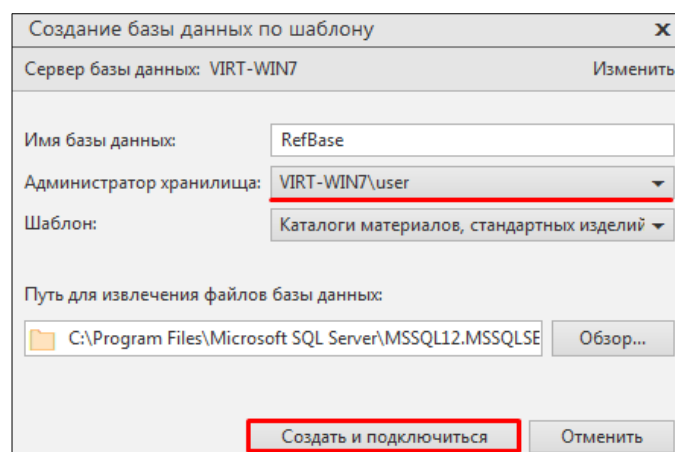 Создание базы данных по шаблону x
Сервер базы данных: VIRT-WIN7 Изменить
Имя базы данных: RefBase
Администратор хранилища: VIRT-WIN7\user
Шаблон: Каталоги материалов, стандартных изделий
Путь для извлечения файлов базы данных:
C:\Program Files\Microsoft SQL Server\MSSQL12.MSSQLSE Обзор...
Создать и подключиться Отменить